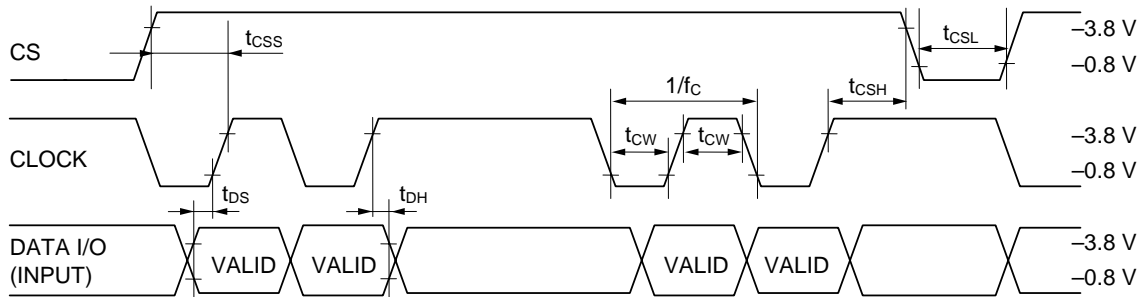 CS
tCSS
tCSL
–3.8 V
–0.8 V
1/fC
tCSH
CLOCK
tCW
tCW
–3.8 V
–0.8 V
tDS
tDH
DATA I/O
(INPUT)
VALID
VALID
VALID
VALID
–3.8 V
–0.8 V